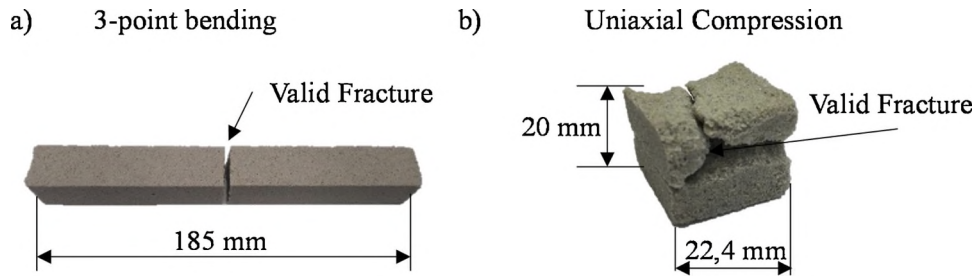 a) 3-point bending
b) Uniaxial Compression
Valid Fracture
185 mm
20 mm
Valid Fracture
22,4 mm